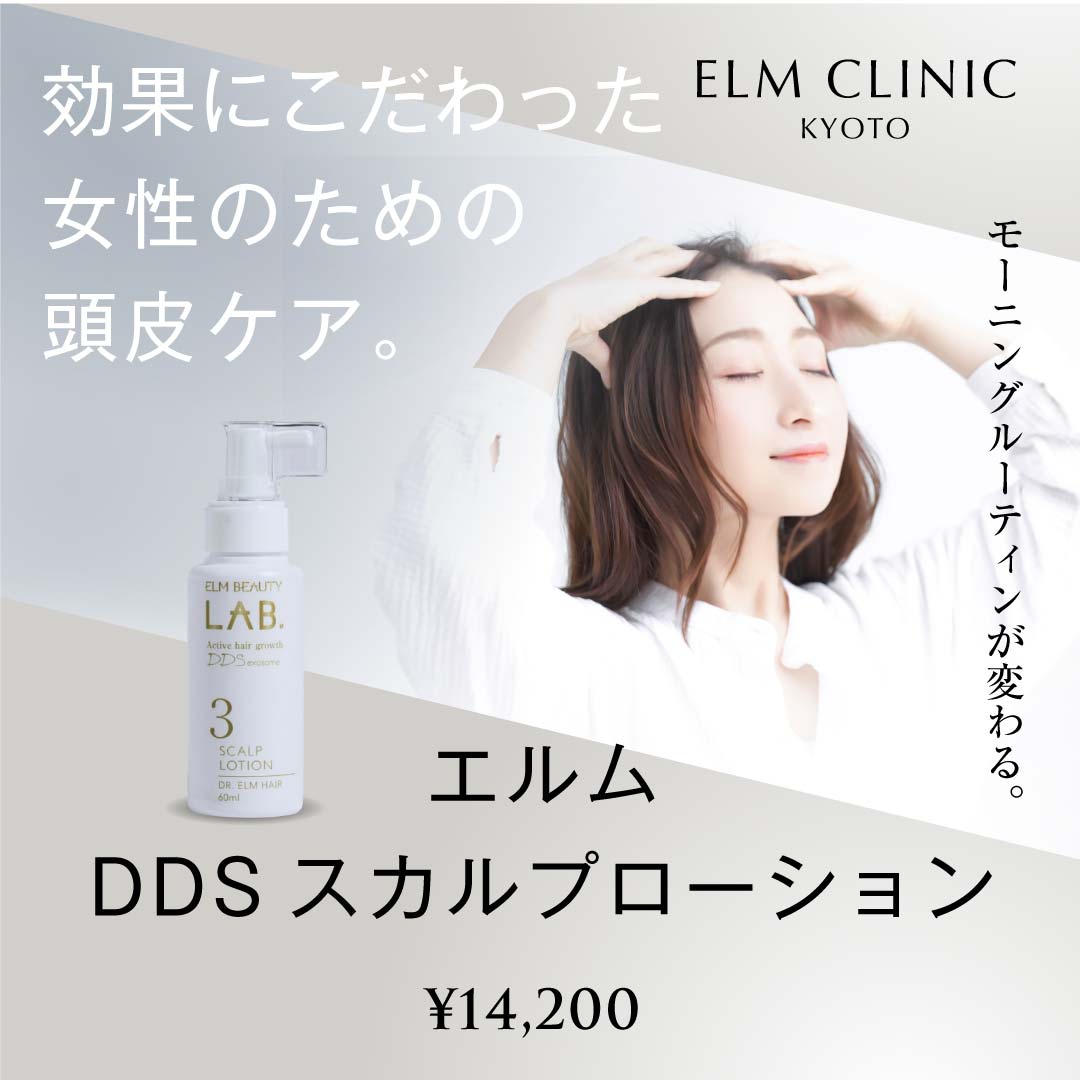 効果にこだわった
女性のための
頭皮ケア。
ELM CLINIC
KYOTO
モーニングルーティンが変わる。
ELM BEAUTY
LAB.
Active hair growth
DDS exosome
3
SCALP
LOTION
DR. ELM HAIR
60ml
エルム
DDS スカルプローション
¥14,200